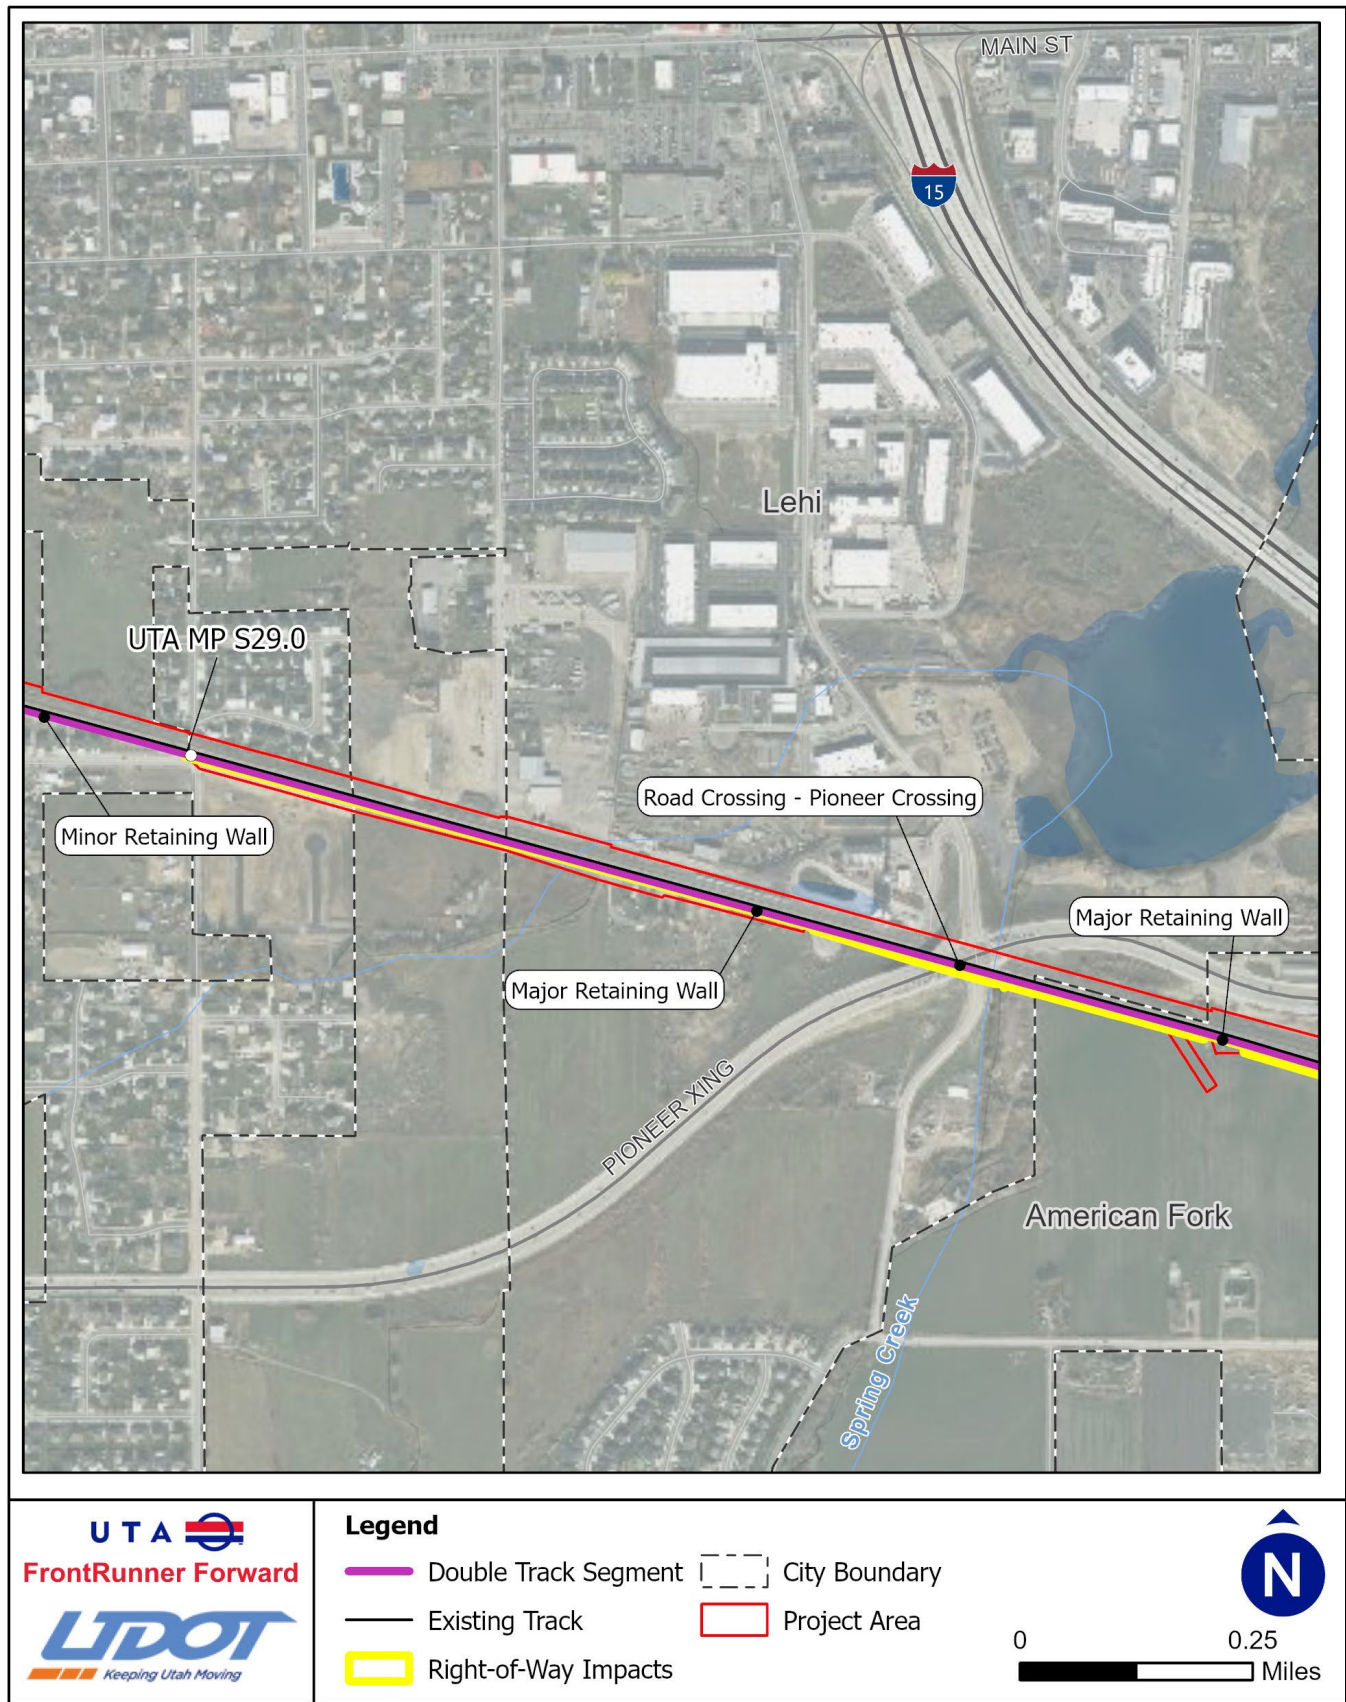 MAIN ST
15
Lehi
UTA MP S29.0
Road Crossing - Pioneer Crossing
Minor Retaining Wall
Major Retaining Wall
Major Retaining Wall
PIONEER XING
American Fork
Spring Creek
UTA
FrontRunner Forward
UDOT
Keeping Utah Moving
Legend
Double Track Segment
City Boundary
Existing Track
Project Area
Right-of-Way Impacts
N
0 0.25
Miles